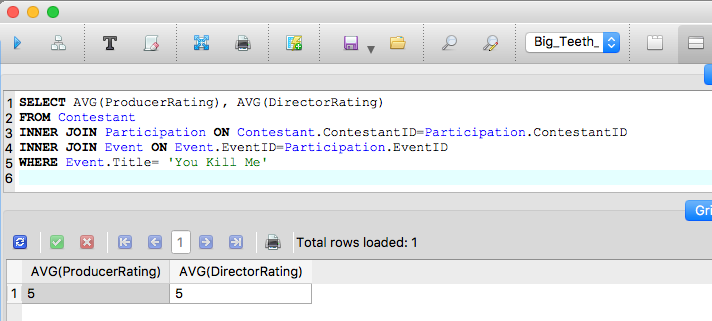 T
Big_Teeth_
1 SELECT AVG(ProducerRating), AVG(DirectorRating)
2 FROM Contestant
3 INNER JOIN Participation ON Contestant.ContestantID=Participation.ContestantID
4 INNER JOIN Event ON Event.EventID=Participation.EventID
5 WHERE Event.Title= 'You Kill Me'
6
Gri
1 Total rows loaded: 1
AVG(ProducerRating) AVG(DirectorRating)
1 5 5